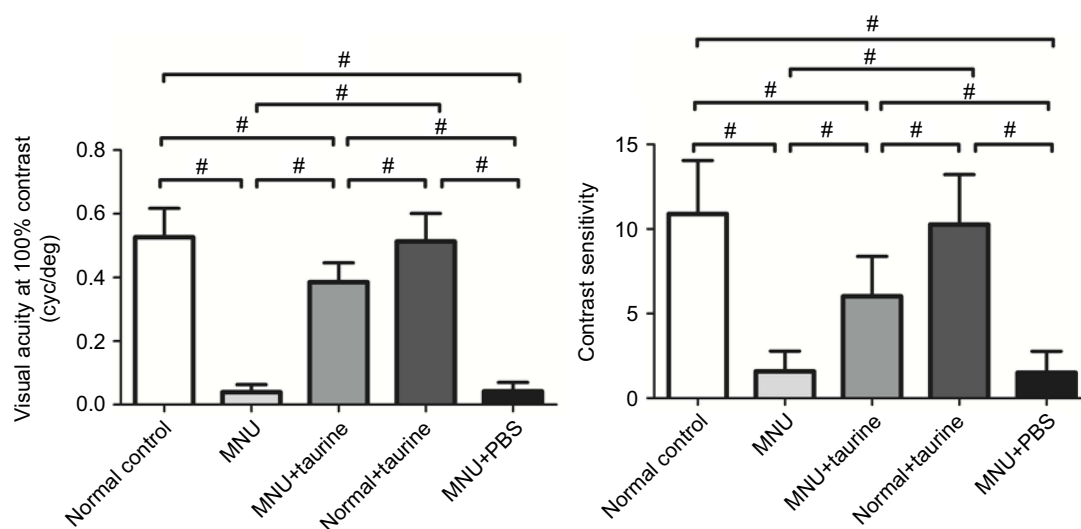 #
#
#
#
#
#
#
#
Visual acuity at 100% contrast
(cyc/deg)
0.8
0.6
0.4
0.2
0.0
Normal control
MNU
MNU+taurine
Normal+taurine
MNU+PBS
#
#
#
#
#
#
#
#
Contrast sensitivity
15
10
5
0
Normal control
MNU
MNU+taurine
Normal+taurine
MNU+PBS